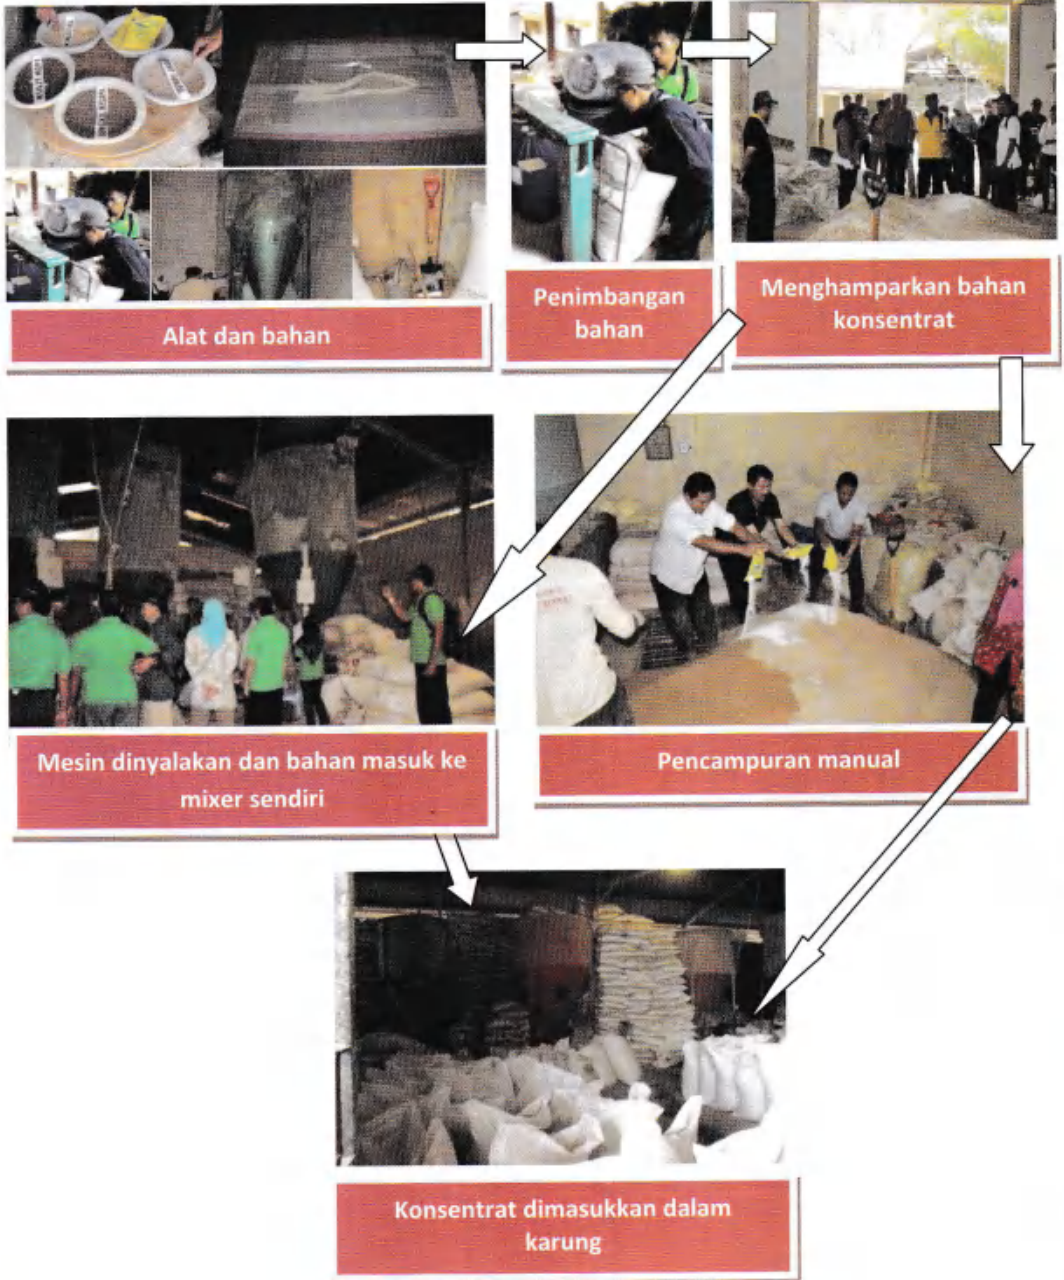 Alat dan bahan
Penimbangan
bahan
Menghamparkan bahan
konsentrat
Mesin dinyalakan dan bahan masuk ke
mixer sendiri
Pencampuran manual
Konsentrat dimasukkan dalam
karung